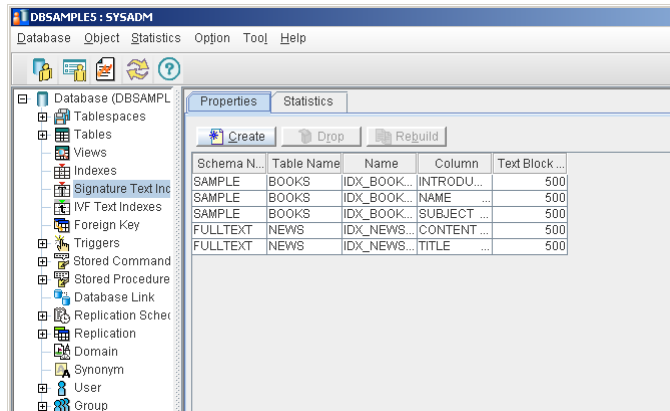 DBSAMPLE5 : SYSADM
Database Object Statistics Option Tool Help
Database (DBSAMPL
Tablespaces
Tables
Views
Indexes
Signature Text Ind
IVF Text Indexes
Foreign Key
Triggers
Stored Command
Stored Procedure
Database Link
Replication Sched
Replication
Domain
Synonym
User
Group
Properties Statistics
Create Drop Rebuild
Schema N... Table Name Name Column Text Block ...
SAMPLE BOOKS IDX_BOOK... INTRODU... 500
SAMPLE BOOKS IDX_BOOK... NAME ... 500
SAMPLE BOOKS IDX_BOOK... SUBJECT ... 500
FULLTEXT NEWS IDX_NEWS... CONTENT ... 500
FULLTEXT NEWS IDX_NEWS... TITLE ... 500